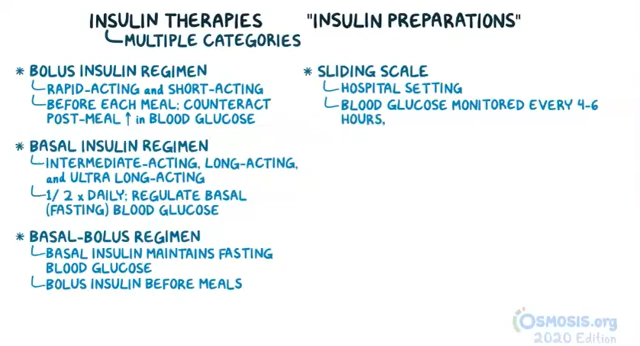 INSULIN THERAPIES "INSULIN PREPARATIONS"
MULTIPLE CATEGORIES
* BOLUS INSULIN REGIMEN
RAPID-ACTING and SHORT-ACTING
BEFORE EACH MEAL: COUNTERACT
POST-MEAL ↑ in BLOOD GLUCOSE
* BASAL INSULIN REGIMEN
INTERMEDIATE-ACTING, LONG-ACTING,
and ULTRA LONG-ACTING
1/ 2 x DAILY; REGULATE BASAL
(FASTING) BLOOD GLUCOSE
* BASAL-BOLUS REGIMEN
BASAL INSULIN MAINTAINS FASTING
BLOOD GLUCOSE
BOLUS INSULIN BEFORE MEALS
* SLIDING SCALE
HOSPITAL SETTING
BLOOD GLUCOSE MONITORED EVERY 4-6
HOURS,
OSMOSIS.org
2020 Edition